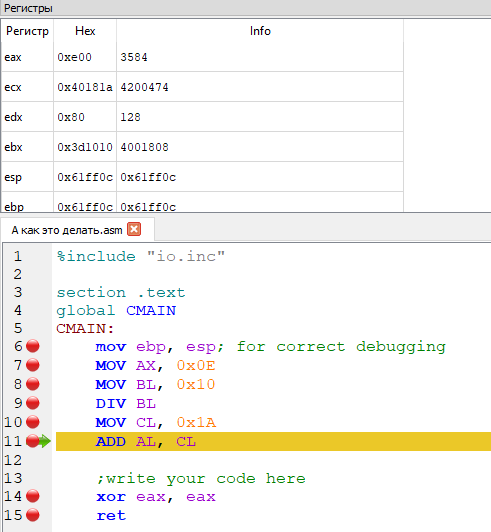 Регистры
Регистр Hex Info
eax 0xe00 3584
ecx 0x40181a 4200474
edx 0x80 128
ebx 0x3d1010 4001808
esp 0x61ff0c 0x61ff0c
ebp 0x61ff0c 0x61ff0c
А как это делать.asm
1 %include "io.inc"
2
3 section .text
4 global CMAIN
5 CMAIN:
6 mov ebp, esp; for correct debugging
7 MOV AX, 0x0E
8 MOV BL, 0x10
9 DIV BL
10 MOV CL, 0x1A
11 ADD AL, CL
12
13 ;write your code here
14 xor eax, eax
15 ret